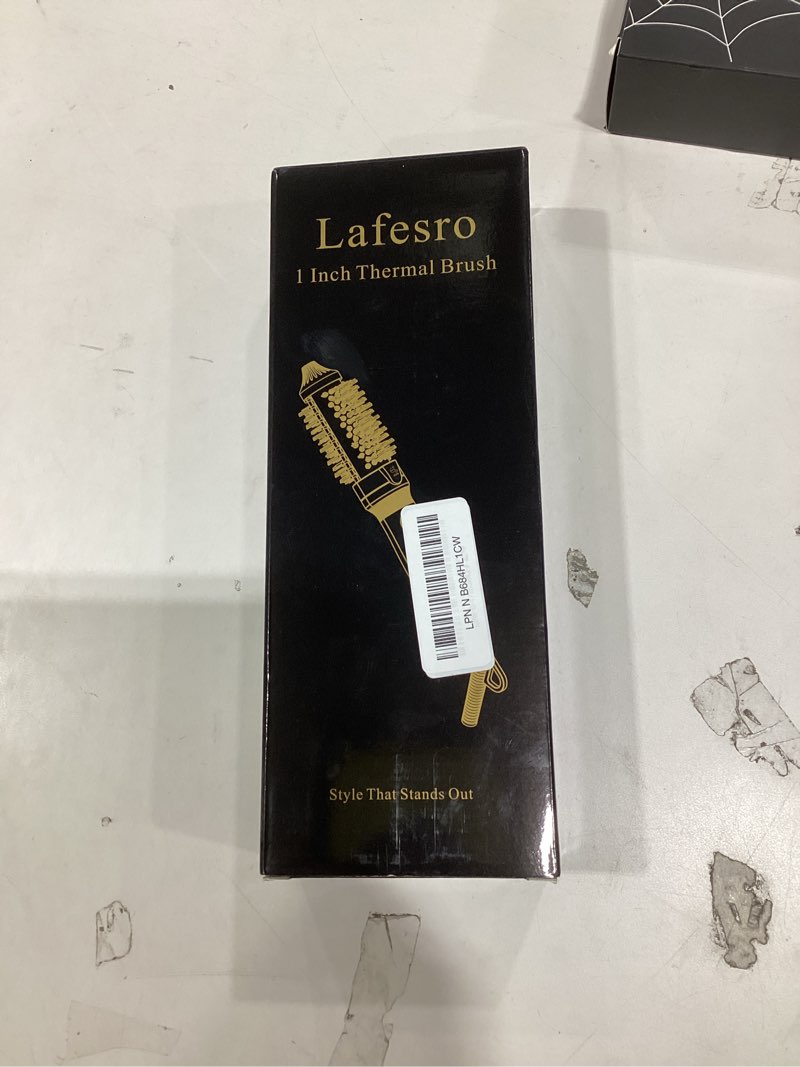 Lafesro
1 Inch Thermal Brush
LPN N B684HL1CW
Style That Stands Out